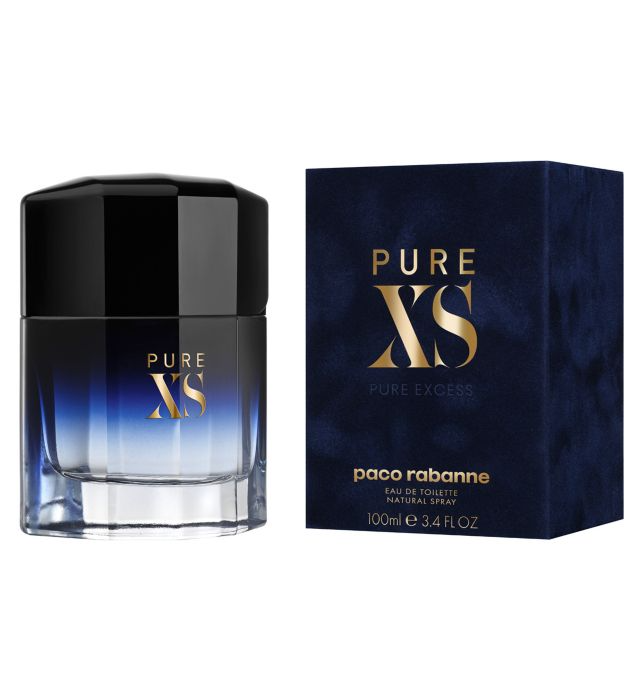 PURE
XS
PURE
XS
PURE EXCESS
paco rabanne
EAU DE TOILETTE
NATURAL SPRAY
100ml ℮ 3.4 FL OZ